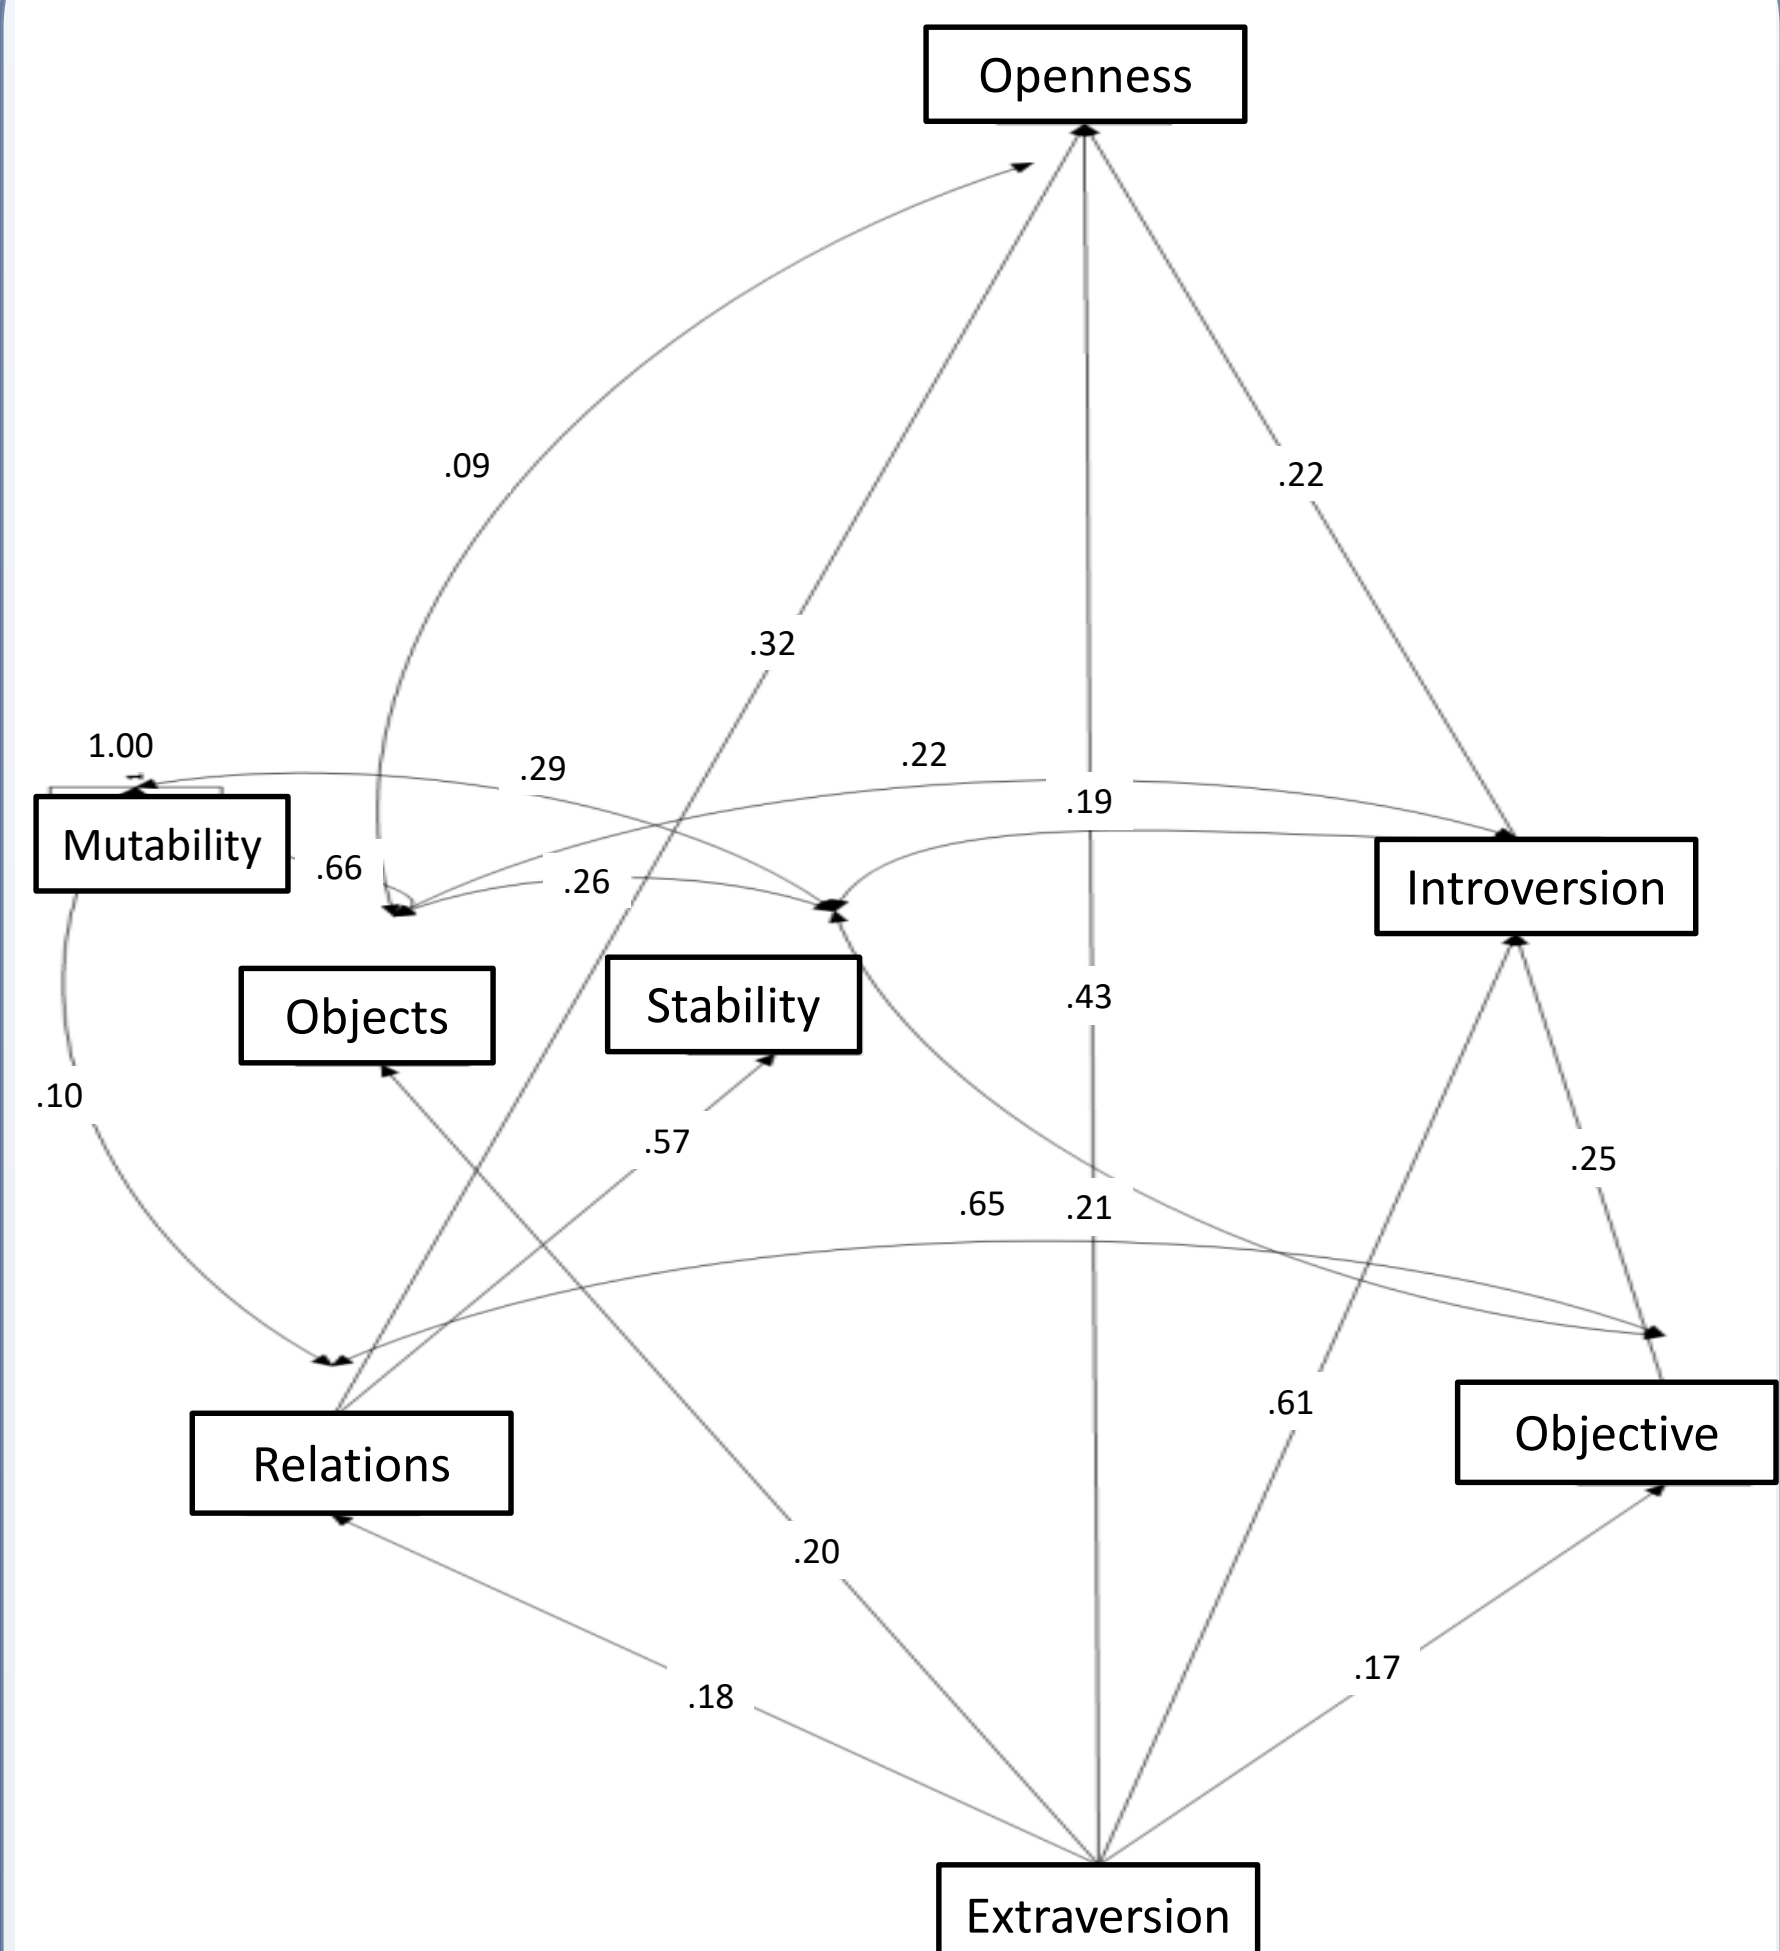 Openness
.09
.22
.32
1.00
.29
.22
.19
Mutability
.66
.26
Introversion
Objects
Stability
.43
.10
.57
.25
.65
.21
.61
Relations
Objective
.20
.18
.17
Extraversion